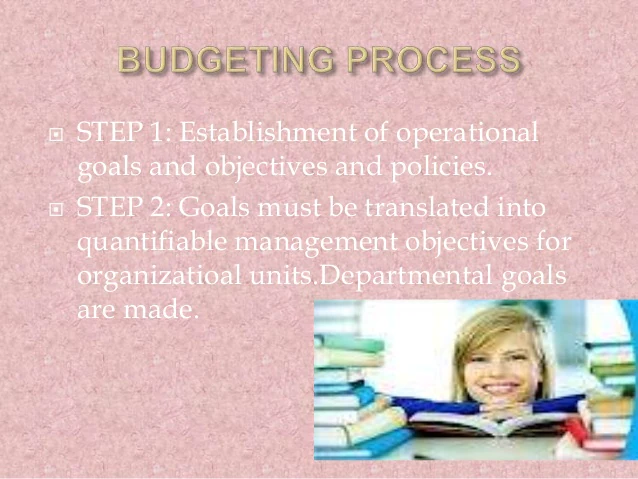 BUDGETING PROCESS
STEP 1: Establishment of operational
goals and objectives and policies.
STEP 2: Goals must be translated into
quantifiable management objectives for
organizatioal units.Departmental goals
are made.